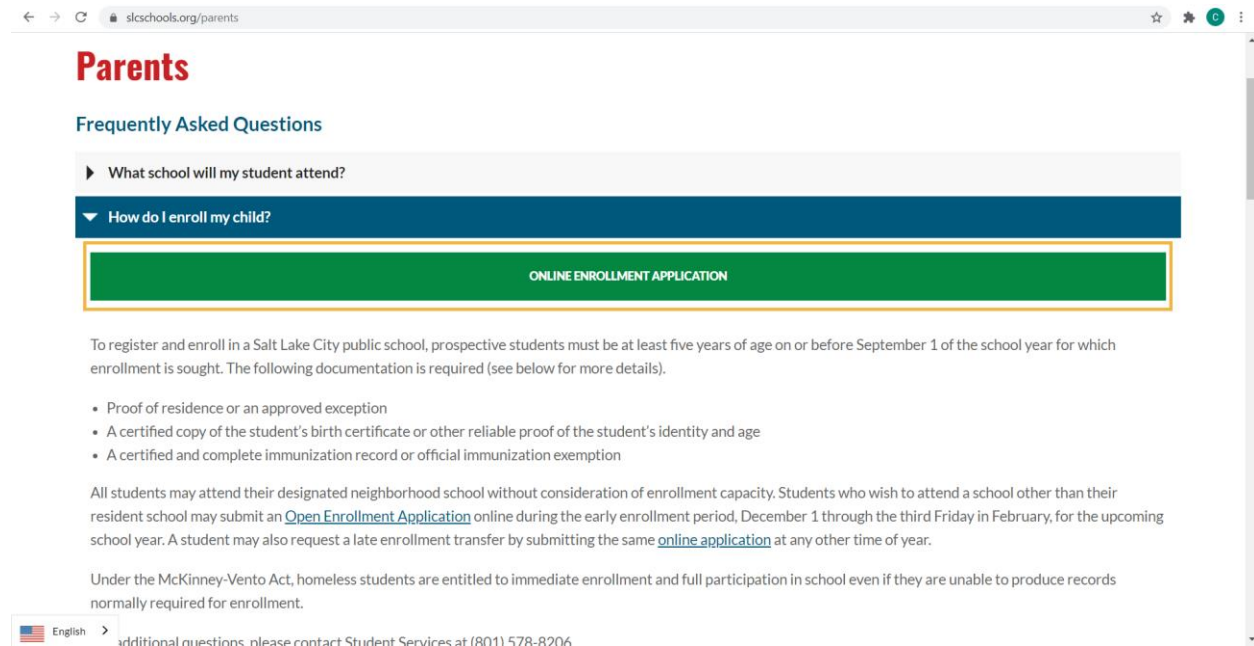 slcschools.org/parents
C
Parents
Frequently Asked Questions
What school will my student attend?
How do I enroll my child?
ONLINE ENROLLMENT APPLICATION
To register and enroll in a Salt Lake City public school, prospective students must be at least five years of age on or before September 1 of the school year for which
enrollment is sought. The following documentation is required (see below for more details).
• Proof of residence or an approved exception
• A certified copy of the student's birth certificate or other reliable proof of the student's identity and age
• A certified and complete immunization record or official immunization exemption
All students may attend their designated neighborhood school without consideration of enrollment capacity. Students who wish to attend a school other than their
resident school may submit an Open Enrollment Application online during the early enrollment period, December 1 through the third Friday in February, for the upcoming
school year. A student may also request a late enrollment transfer by submitting the same online application at any other time of year.
Under the McKinney-Vento Act, homeless students are entitled to immediate enrollment and full participation in school even if they are unable to produce records
normally required for enrollment.
English
additional questions, please contact Student Services at (801) 578-8206